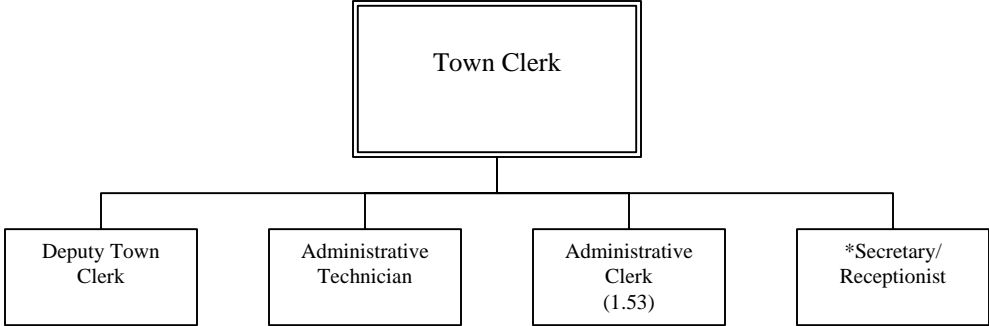 Town Clerk
Deputy Town
Clerk
Administrative
Technician
Administrative
Clerk
(1.53)
*Secretary/
Receptionist